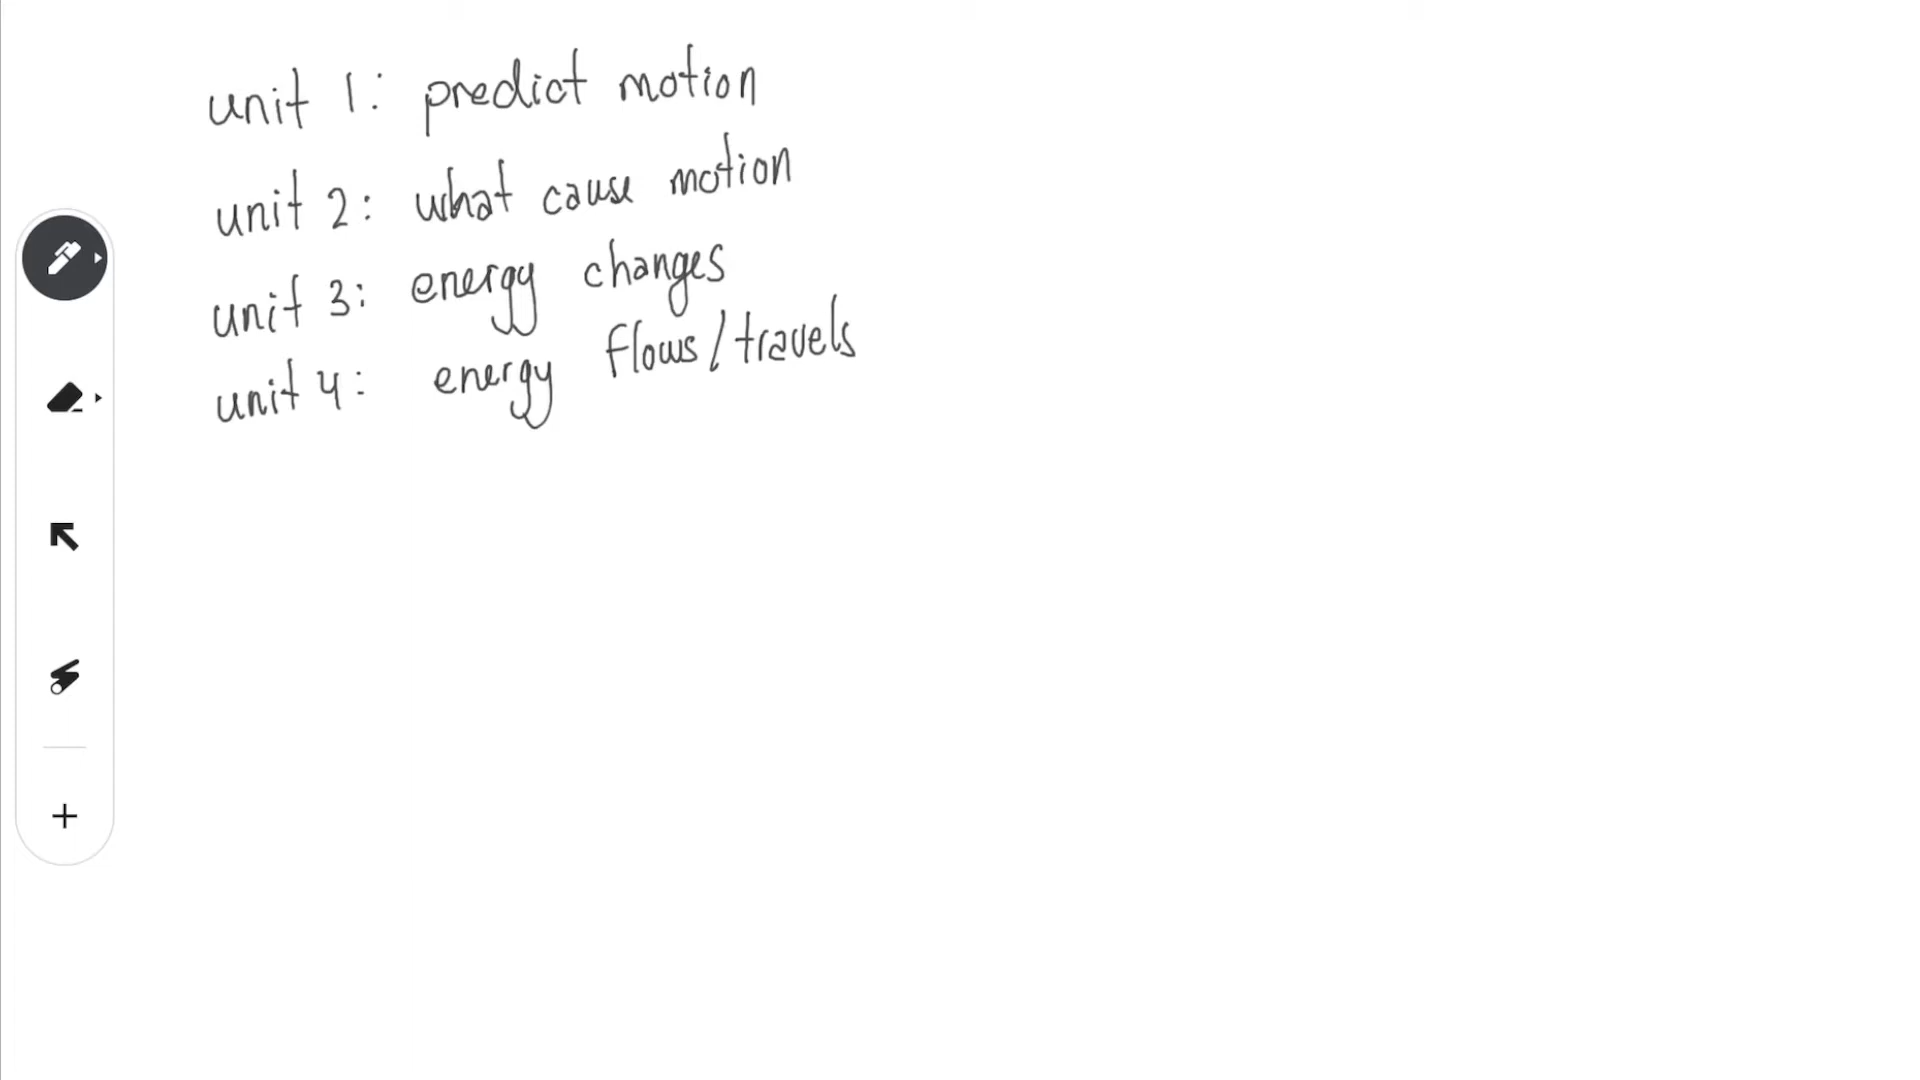 unit 1: predict motion
unit 2: what cause motion
unit 3: energy changes
unit 4: energy flows/travels